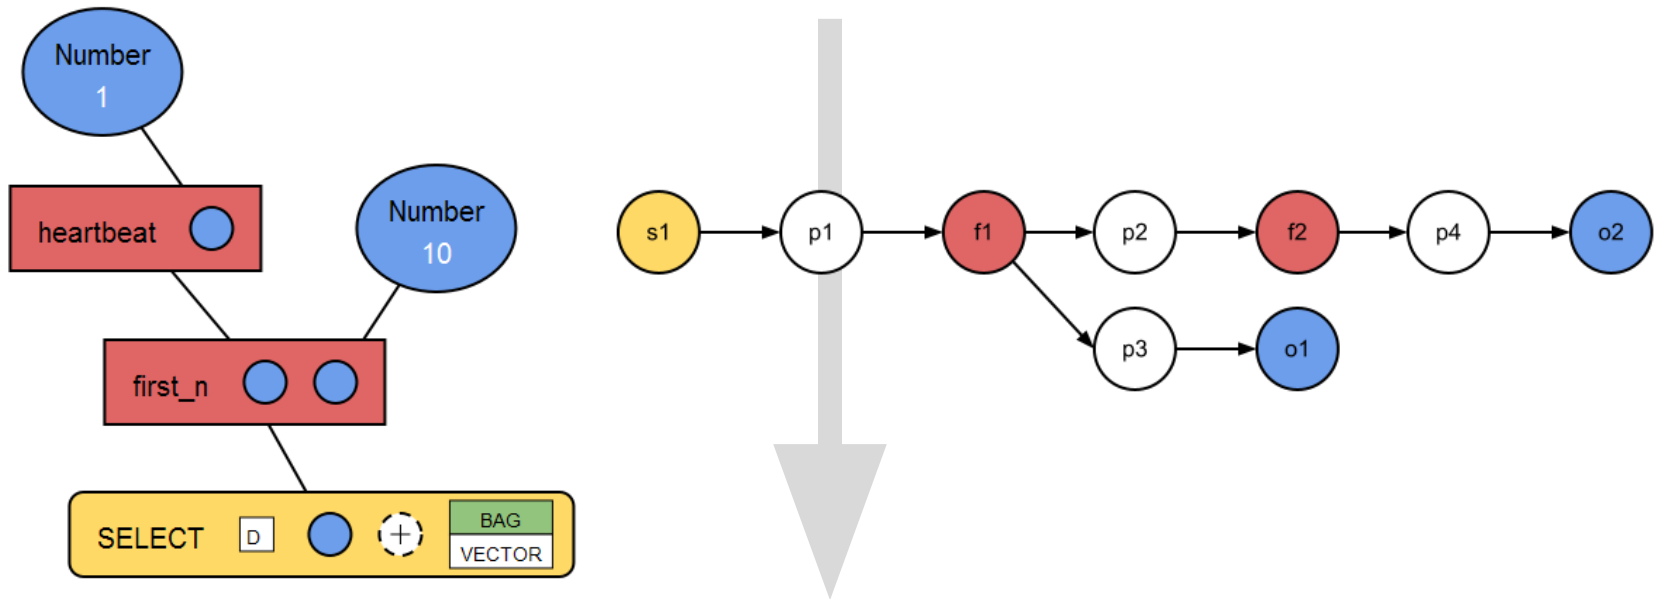 Number
1
heartbeat
Number
10
first_n
SELECT D + BAG
VECTOR
s1 p1 f1 p2 f2 p4 o2
p3 o1